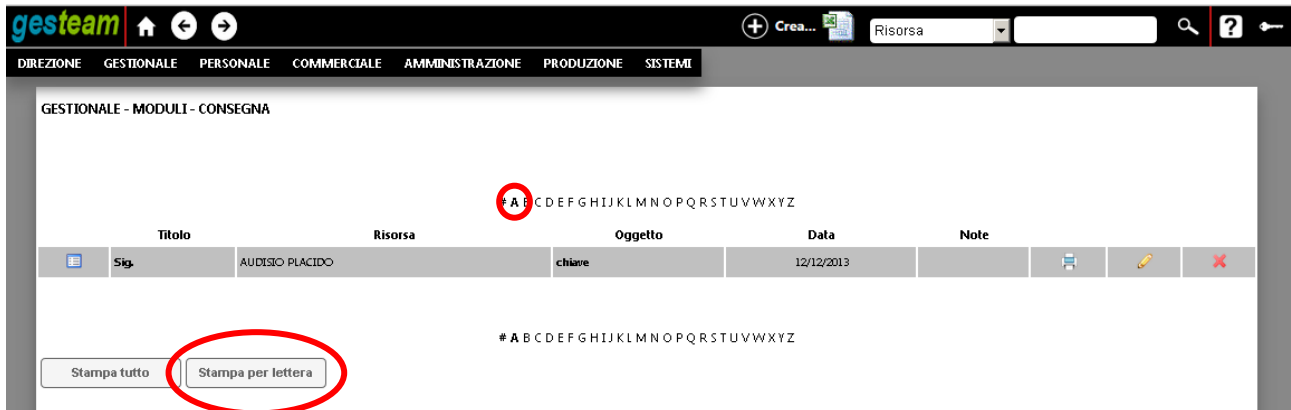 gesteam Crea... Risorsa ?
DIREZIONE GESTIONALE PERSONALE COMMERCIALE AMMINISTRAZIONE PRODUZIONE SISTEMI
GESTIONALE - MODULI - CONSEGNA
# A B C D E F G H I J K L M N O P Q R S T U V W X Y Z
Titolo Risorsa Oggetto Data Note
Sig. AUDISIO PLACIDO chiave 12/12/2013
# A B C D E F G H I J K L M N O P Q R S T U V W X Y Z
Stampa tutto Stampa per lettera